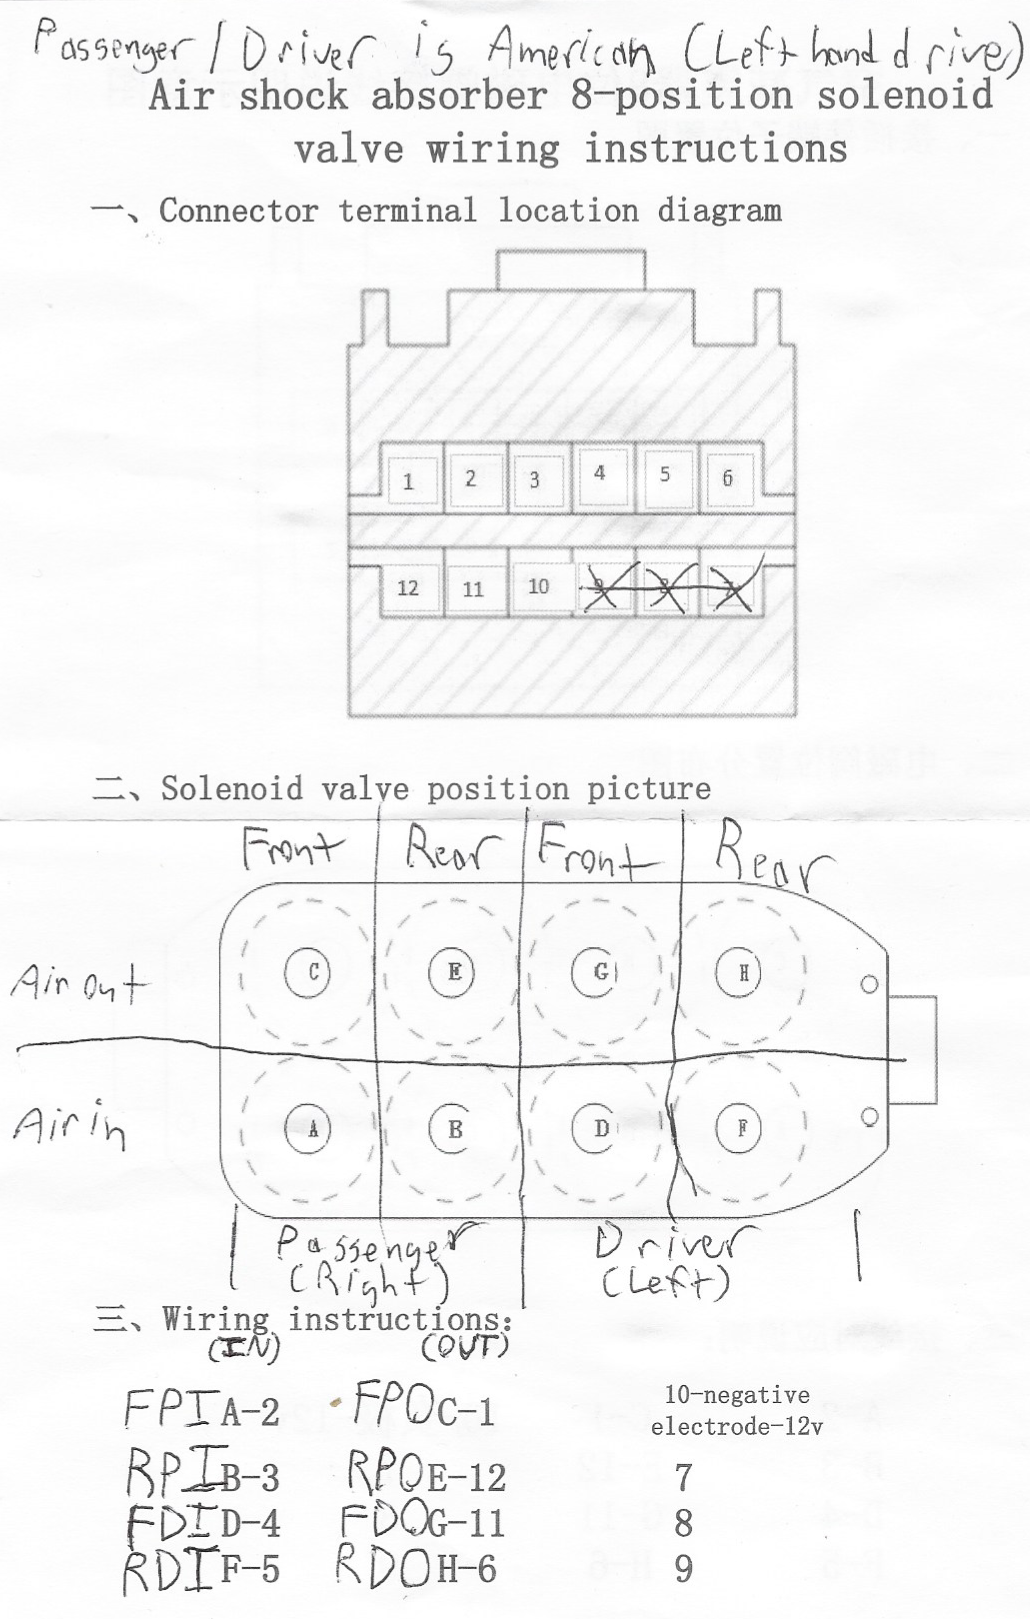 Passenger / Driver is American (Left hand drive)
Air shock absorber 8-position solenoid
valve wiring instructions
一、Connector terminal location diagram
1 2 3 4 5 6
12 11 10 9 8 7
二、Solenoid valve position picture
Front Rear Front Rear
Air out C E G H
Air in A B D F
Passenger Driver
(Right) (Left)
三、Wiring instructions:
(IN) (OUT)
FPI A-2 FPO C-1 10-negative
electrode-12v
RPI B-3 RPO E-12 7
FDI D-4 FDO G-11 8
RDI F-5 RDO H-6 9